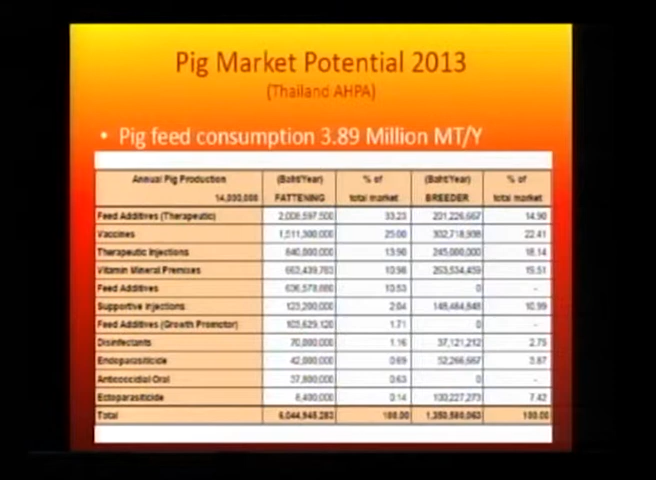 Pig Market Potential 2013
(Thailand AHPA)
• Pig feed consumption 3.89 Million MT/Y
Annual Pig Production (Baht/Year) % of (Baht/Year) % of
14,000,000 FATTENING total market BREEDER total market
Feed Additives (Therapeutic) 2,008,597,500 33.23 201,226,667 14.90
Vaccines 1,511,300,000 25.00 302,718,938 22.41
Therapeutic Injections 840,000,000 13.90 245,000,000 18.14
Vitamin Mineral Premixes 663,439,783 10.98 263,534,459 19.51
Feed Additives 636,578,880 10.53 0 -
Supportive Injections 123,200,000 2.04 148,484,848 10.99
Feed Additives (Growth Promotor) 103,629,120 1.71 0 -
Disinfectants 70,000,000 1.16 37,121,212 2.75
Endoparasiticide 42,000,000 0.69 52,266,667 3.87
Anticoccidial Oral 37,800,000 0.63 0 -
Ectoparasiticide 8,400,000 0.14 100,227,273 7.42
Total 6,044,945,283 100.00 1,350,580,063 100.00